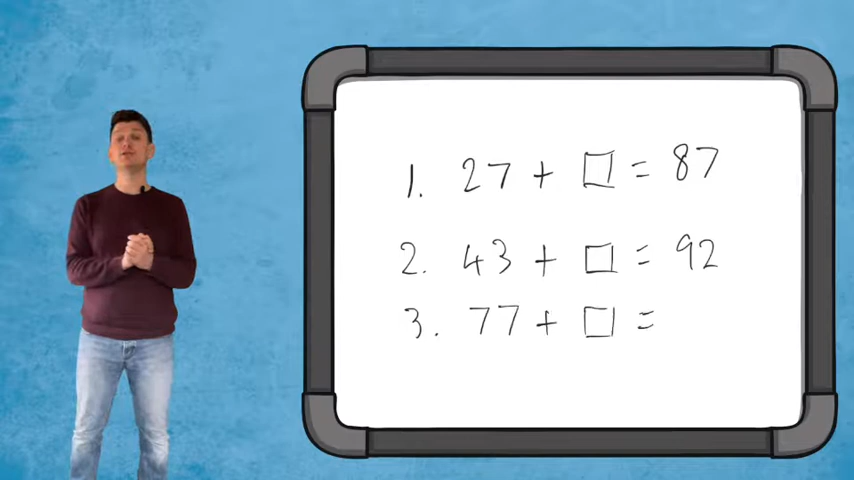 1. 27 + □ = 87
2. 43 + □ = 92
3. 77 + □ =